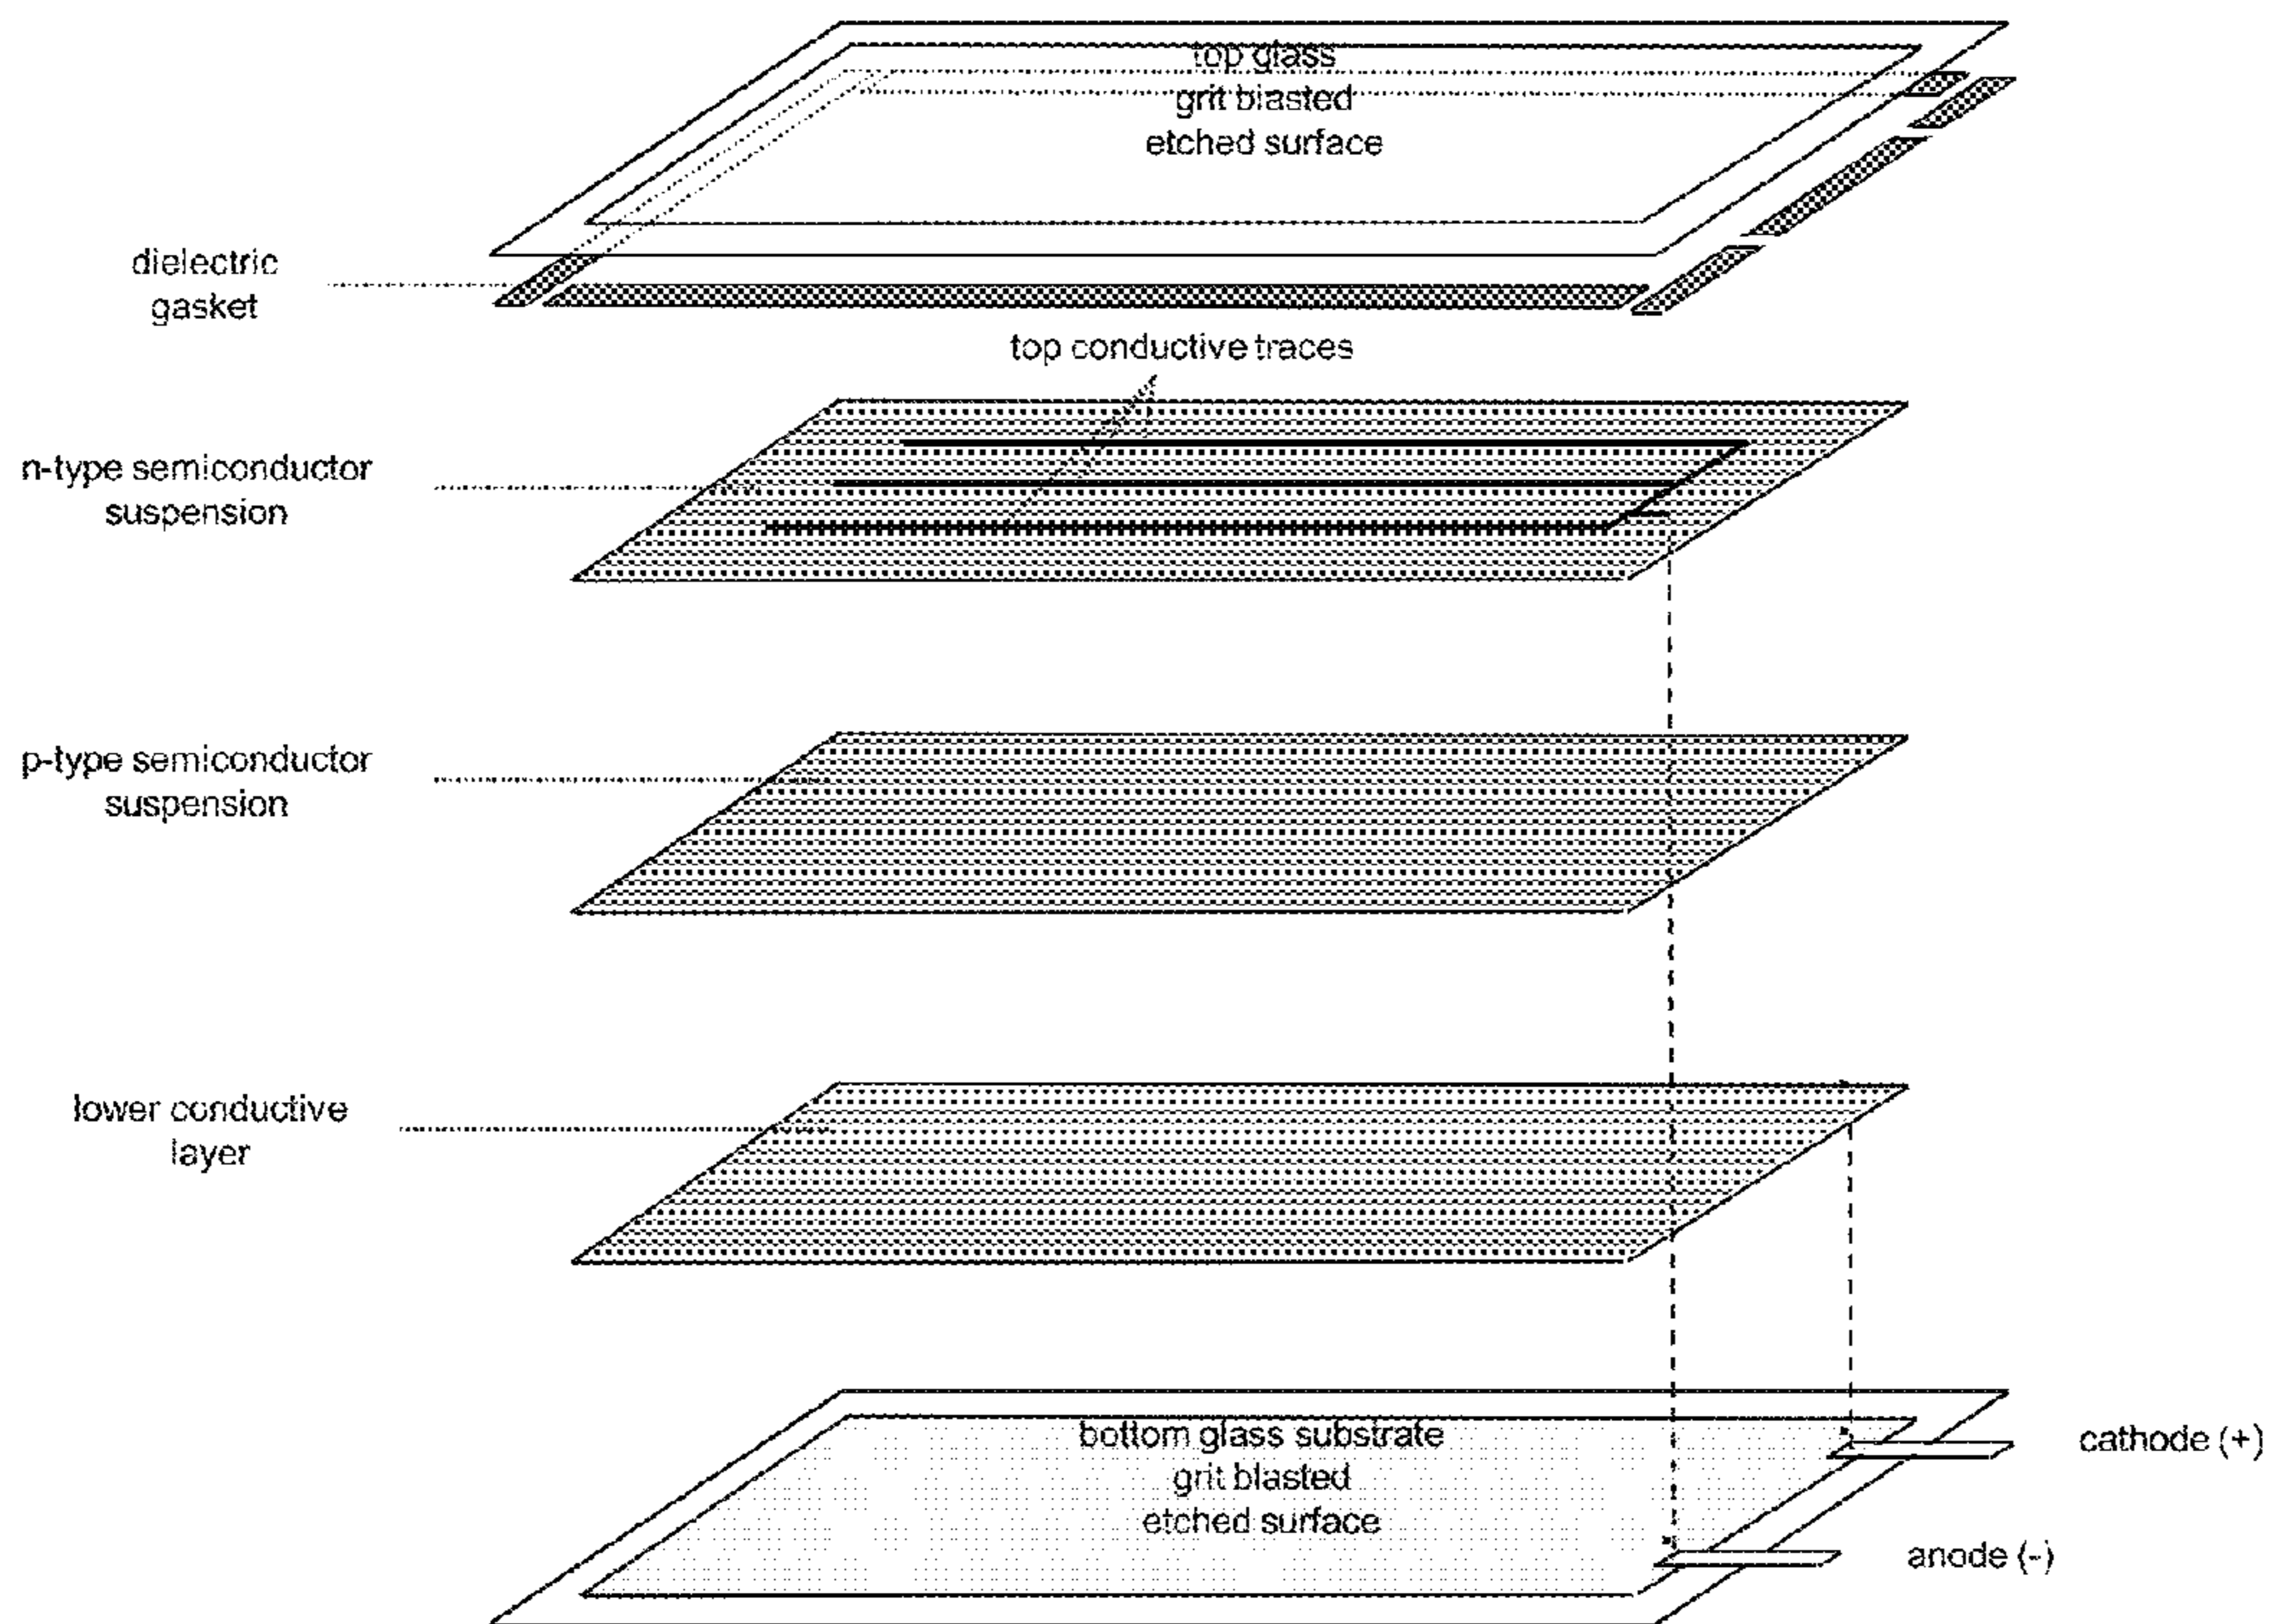 top glass
grit blasted
etched surface
dielectric
gasket
top conductive traces
n-type semiconductor
suspension
p-type semiconductor
suspension
lower conductive
layer
bottom glass substrate
grit blasted
etched surface
cathode (+)
anode (-)